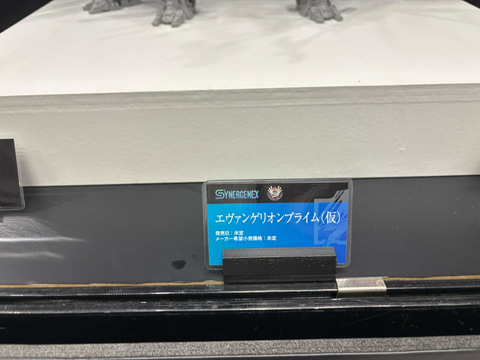 SYNERGENEX
エヴァンゲリオンプライム(仮)
発売日:未定
メーカー希望小売価格:未定